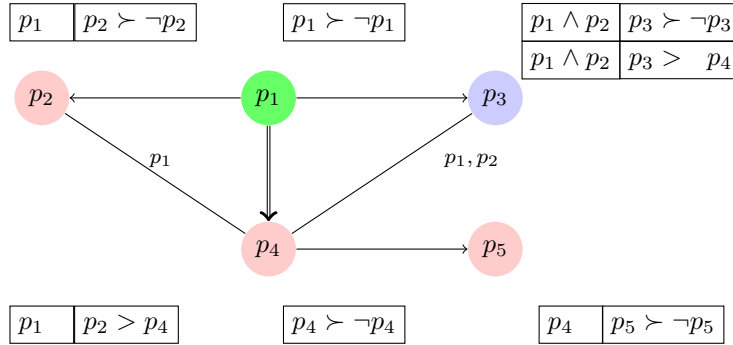 p₁ p₂ ≻ ¬p₂ p₁ ≻ ¬p₁ p₁ ∧ p₂ p₃ ≻ ¬p₃
p₁ ∧ p₂ p₃ > p₄
p₂ p₁ p₃
p₁ p₁, p₂
p₄ p₅
p₁ p₂ > p₄ p₄ ≻ ¬p₄ p₄ p₅ ≻ ¬p₅